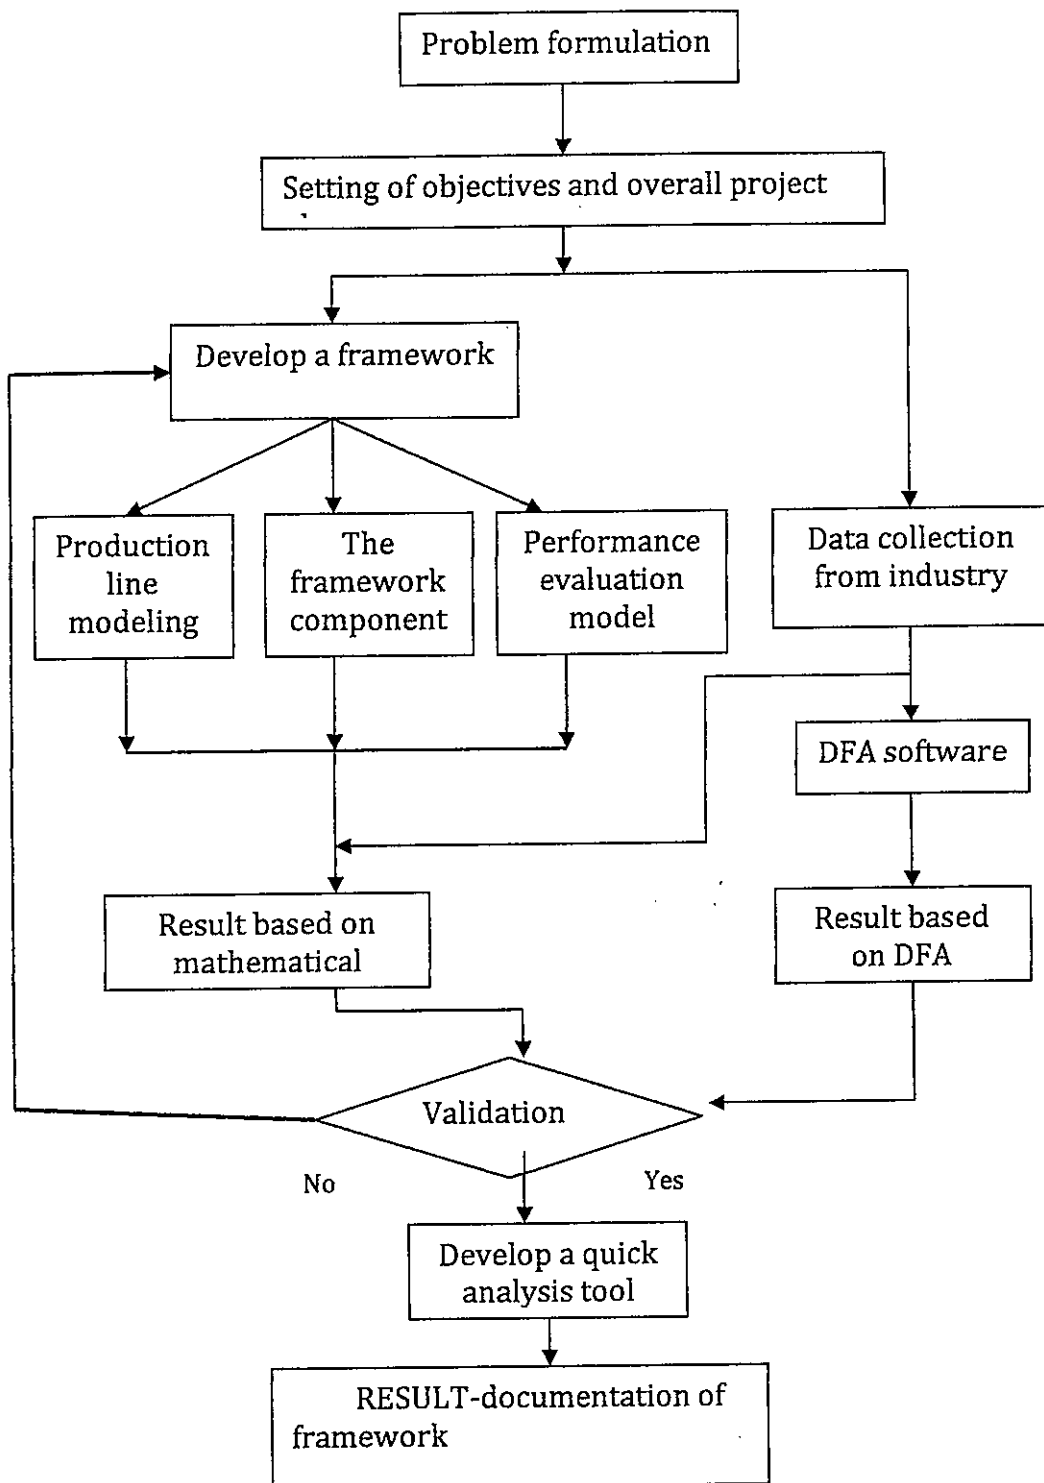 Problem formulation
Setting of objectives and overall project
Develop a framework
Production
line
modeling
The
framework
component
Performance
evaluation
model
Data collection
from industry
DFA software
Result based on
mathematical
Result based
on DFA
Validation
No
Yes
Develop a quick
analysis tool
RESULT-documentation of
framework